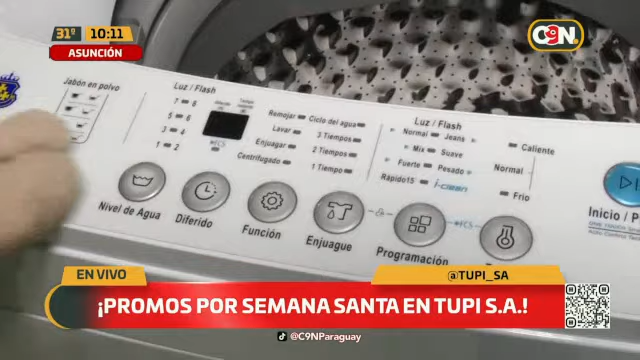 31°
10:11
ASUNCIÓN
C9N
Jabón en polvo
Luz / Flash
7 8
5 6
3 4
1 2
Remojar
Lavar
Enjuagar
Centrifugado
Ciclo del agua
3 Tiempos
2 Tiempos
1 Tiempo
Luz / Flash
Normal Jeans
Mix Suave
Fuerte Pesado
Rápido15 i-clean
Caliente
Normal
Frío
Nivel de Agua
Diferido
Función
Enjuague
Programación
Inicio / P
EN VIVO
@TUPI_SA
¡PROMOS POR SEMANA SANTA EN TUPI S.A.!
@C9NParaguay